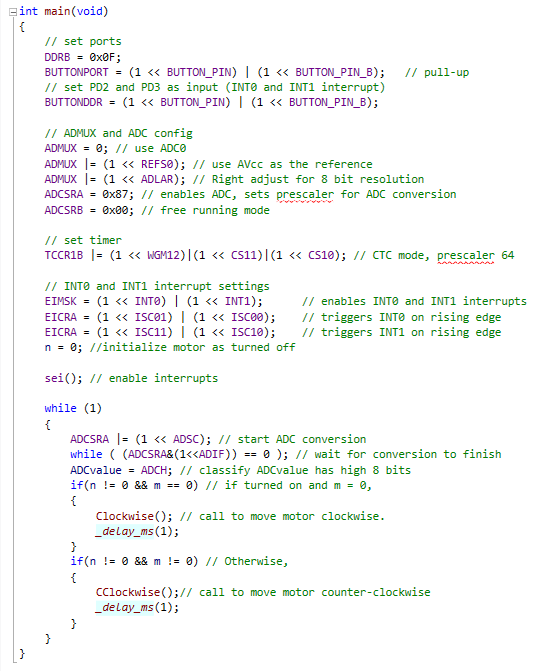 int main(void)
{
// set ports
DDRB = 0x0F;
BUTTONPORT = (1 << BUTTON_PIN) | (1 << BUTTON_PIN_B);   // pull-up
// set PD2 and PD3 as input (INT0 and INT1 interrupt)
BUTTONDDR = (1 << BUTTON_PIN) | (1 << BUTTON_PIN_B);
// ADMUX and ADC config
ADMUX = 0; // use ADC0
ADMUX |= (1 << REFS0); // use AVcc as the reference
ADMUX |= (1 << ADLAR); // Right adjust for 8 bit resolution
ADCSRA = 0x87; // enables ADC, sets prescaler for ADC conversion
ADCSRB = 0x00; // free running mode
// set timer
TCCR1B |= (1 << WGM12)|(1 << CS11)|(1 << CS10); // CTC mode, prescaler 64
// INT0 and INT1 interrupt settings
EIMSK = (1 << INT0) | (1 << INT1);      // enables INT0 and INT1 interrupts
EICRA = (1 << ISC01) | (1 << ISC00);    // triggers INT0 on rising edge
EICRA = (1 << ISC11) | (1 << ISC10);    // triggers INT1 on rising edge
n = 0; //initialize motor as turned off
sei(); // enable interrupts
while (1)
{
ADCSRA |= (1 << ADSC); // start ADC conversion
while ( (ADCSRA&(1<<ADIF)) == 0 ); // wait for conversion to finish
ADCvalue = ADCH; // classify ADCvalue has high 8 bits
if(n != 0 && m == 0) // if turned on and m = 0,
{
Clockwise(); // call to move motor clockwise.
_delay_ms(1);
}
if(n != 0 && m != 0) // Otherwise,
{
CClockwise();// call to move motor counter-clockwise
_delay_ms(1);
}
}
}